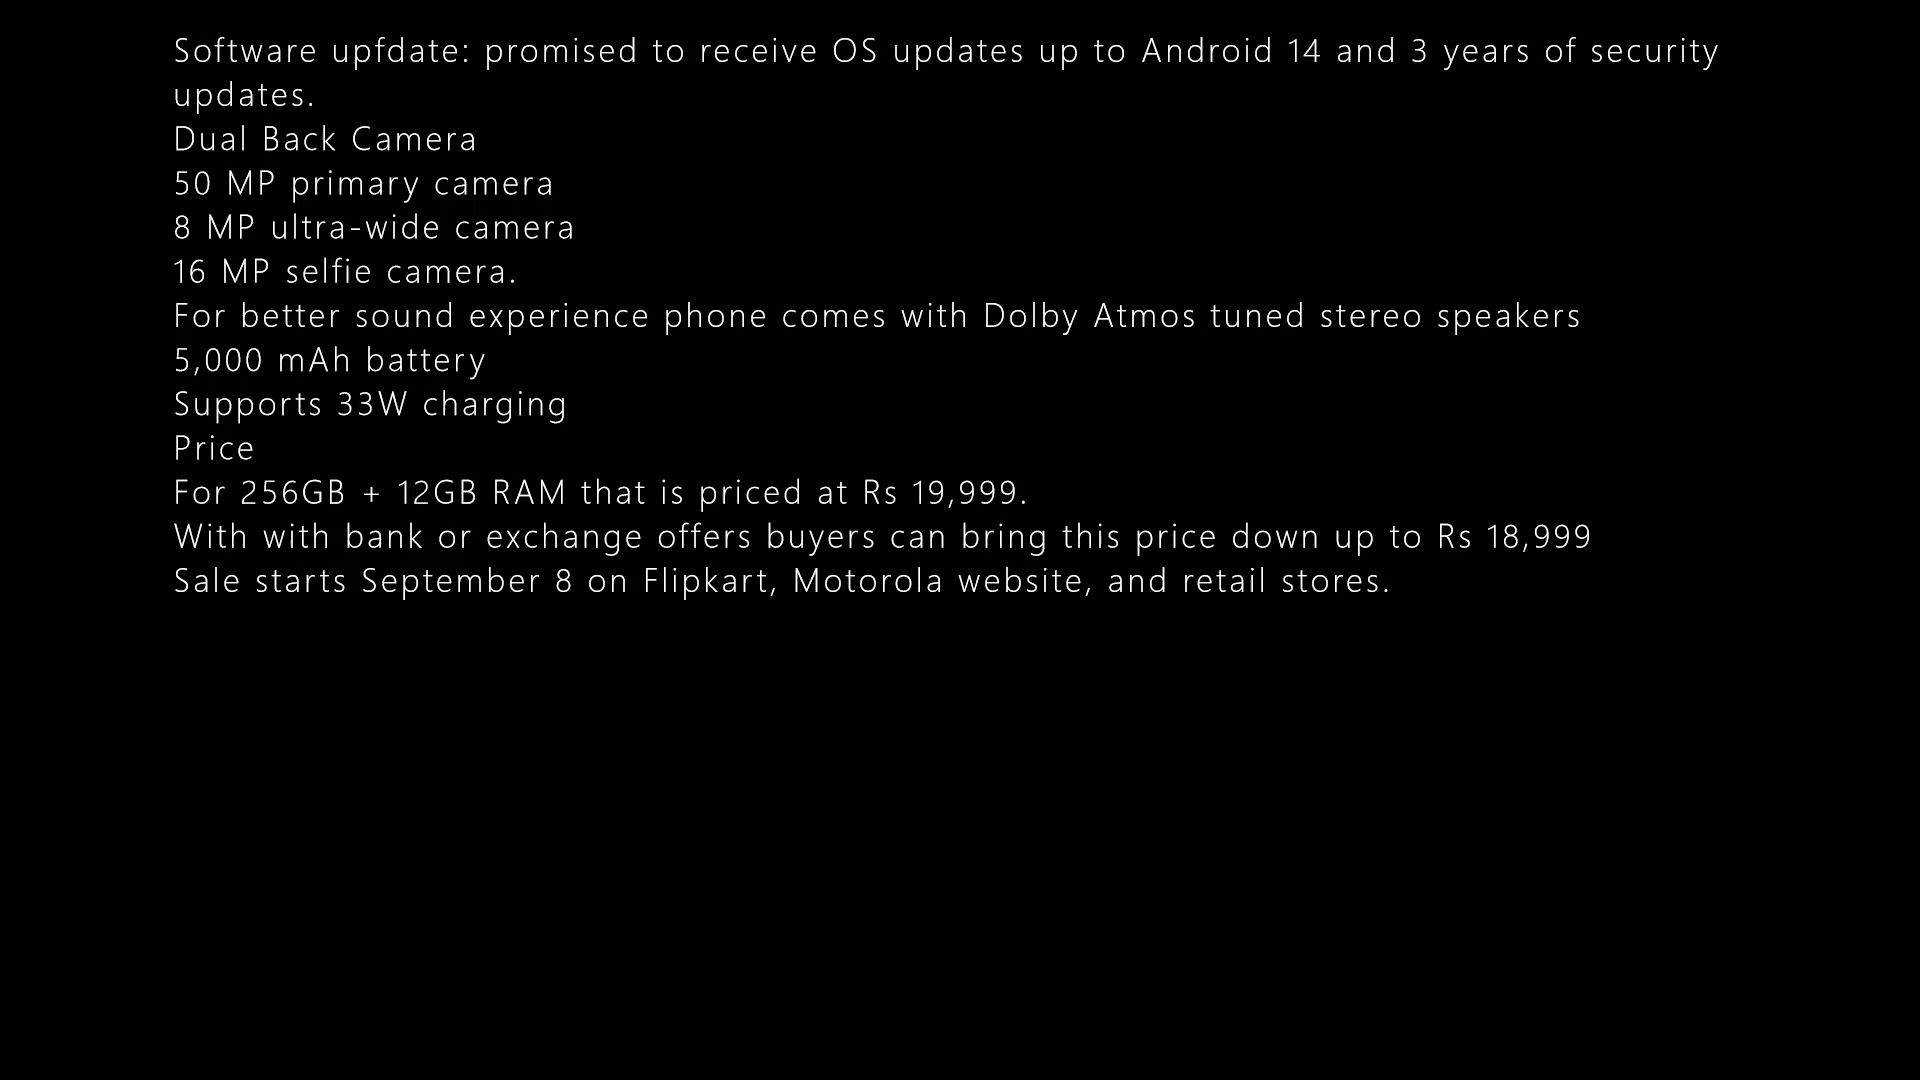 Software upfdate: promised to receive OS updates up to Android 14 and 3 years of security
updates.
Dual Back Camera
50 MP primary camera
8 MP ultra-wide camera
16 MP selfie camera.
For better sound experience phone comes with Dolby Atmos tuned stereo speakers
5,000 mAh battery
Supports 33W charging
Price
For 256GB + 12GB RAM that is priced at Rs 19,999.
With with bank or exchange offers buyers can bring this price down up to Rs 18,999
Sale starts September 8 on Flipkart, Motorola website, and retail stores.